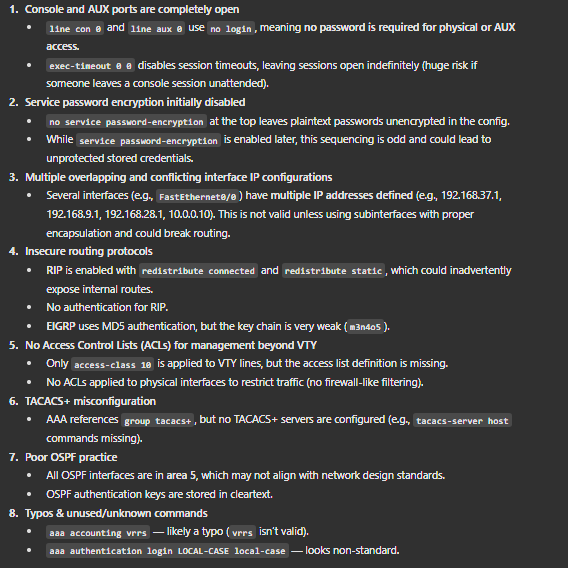 1. Console and AUX ports are completely open
• line con 0 and line aux 0 use no login, meaning no password is required for physical or AUX
access.
• exec-timeout 0 0 disables session timeouts, leaving sessions open indefinitely (huge risk if
someone leaves a console session unattended).
2. Service password encryption initially disabled
• no service password-encryption at the top leaves plaintext passwords unencrypted in the config.
• While service password-encryption is enabled later, this sequencing is odd and could lead to
unprotected stored credentials.
3. Multiple overlapping and conflicting interface IP configurations
• Several interfaces (e.g., FastEthernet0/0) have multiple IP addresses defined (e.g., 192.168.37.1,
192.168.9.1, 192.168.28.1, 10.0.0.10). This is not valid unless using subinterfaces with proper
encapsulation and could break routing.
4. Insecure routing protocols
• RIP is enabled with redistribute connected and redistribute static, which could inadvertently
expose internal routes.
• No authentication for RIP.
• EIGRP uses MD5 authentication, but the key chain is very weak (m3n4o5).
5. No Access Control Lists (ACLs) for management beyond VTY
• Only access-class 10 is applied to VTY lines, but the access list definition is missing.
• No ACLs applied to physical interfaces to restrict traffic (no firewall-like filtering).
6. TACACS+ misconfiguration
• AAA references group tacacs+, but no TACACS+ servers are configured (e.g., tacacs-server host
commands missing).
7. Poor OSPF practice
• All OSPF interfaces are in area 5, which may not align with network design standards.
• OSPF authentication keys are stored in cleartext.
8. Typos & unused/unknown commands
• aaa accounting vrrs — likely a typo (vrrs isn't valid).
• aaa authentication login LOCAL-CASE local-case — looks non-standard.